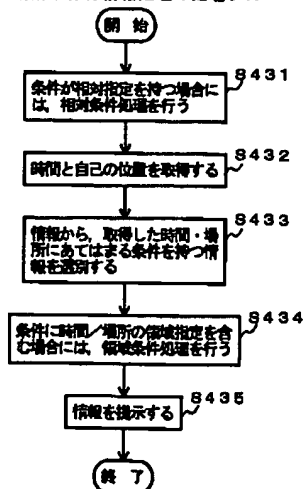 開 始
S431
条件が相対指定を持つ場合に
は，相対条件処理を行う
S432
時間と自己の位置を取得する
S433
情報から，取得した時間・場
所にあてはまる条件を持つ情
報を選別する
S434
条件に時間／場所の領域指定を含
む場合には，領域条件処理を行う
S435
情報を提示する
終 了